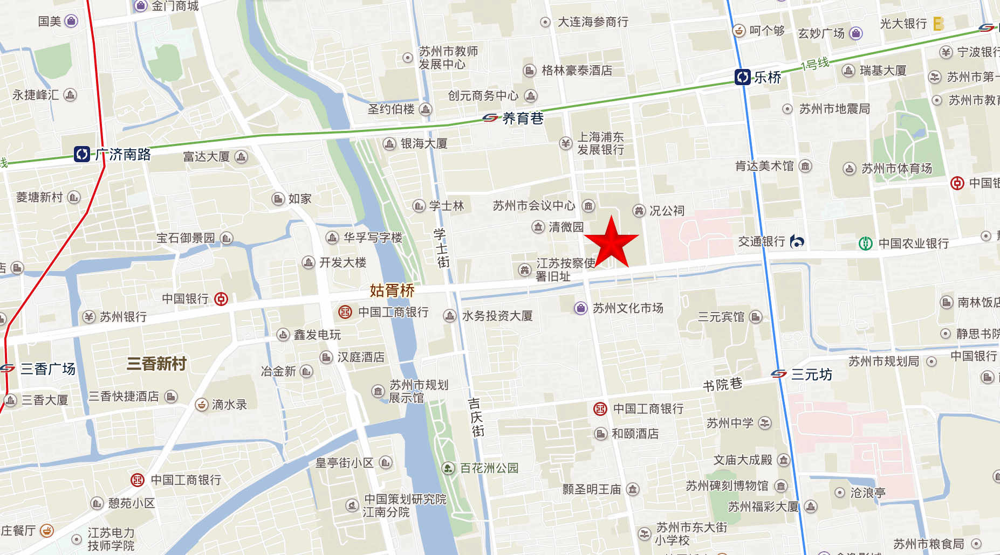 金门商城
国美
大连海参商行
呵个够
玄妙广场
光大银行
宁波银行
苏州市教师
发展中心
格林豪泰酒店
1号线
乐桥
瑞基大厦
苏州市第一
永捷峰汇
创元商务中心
圣约伯楼
养育巷
苏州市地震局
苏州市教育
银海大厦
上海浦东
发展银行
广济南路
富达大厦
线
肯达美术馆
苏州市体育场
中国银
菱塘新村
如家
学士林
苏州市会议中心
况公祠
清微园
宝石御景园
华孚写字楼
学士街
交通银行
中国农业银行
店
开发大楼
江苏按察使
署旧址
姑胥桥
中国银行
苏州银行
中国工商银行
水务投资大厦
苏州文化市场
三元宾馆
南林饭店
鑫发电玩
静思书院
三香新村
汉庭酒店
冶金新
三香广场
苏州市规划局
中国银行
三元坊
书院巷
三香大厦
三香快捷酒店
滴水录
苏州市规划
展示馆
吉庆街
中国工商银行
苏州中学
和颐酒店
皇亭街小区
百花洲公园
文庙大成殿
中国工商银行
颢圣明王庙
苏州碑刻博物馆
沧浪亭
憩苑小区
中国策划研究院
江南分院
苏州福彩大厦
庄餐厅
江苏电力
技师学院
苏州市东大街
小学校
苏州市粮食局